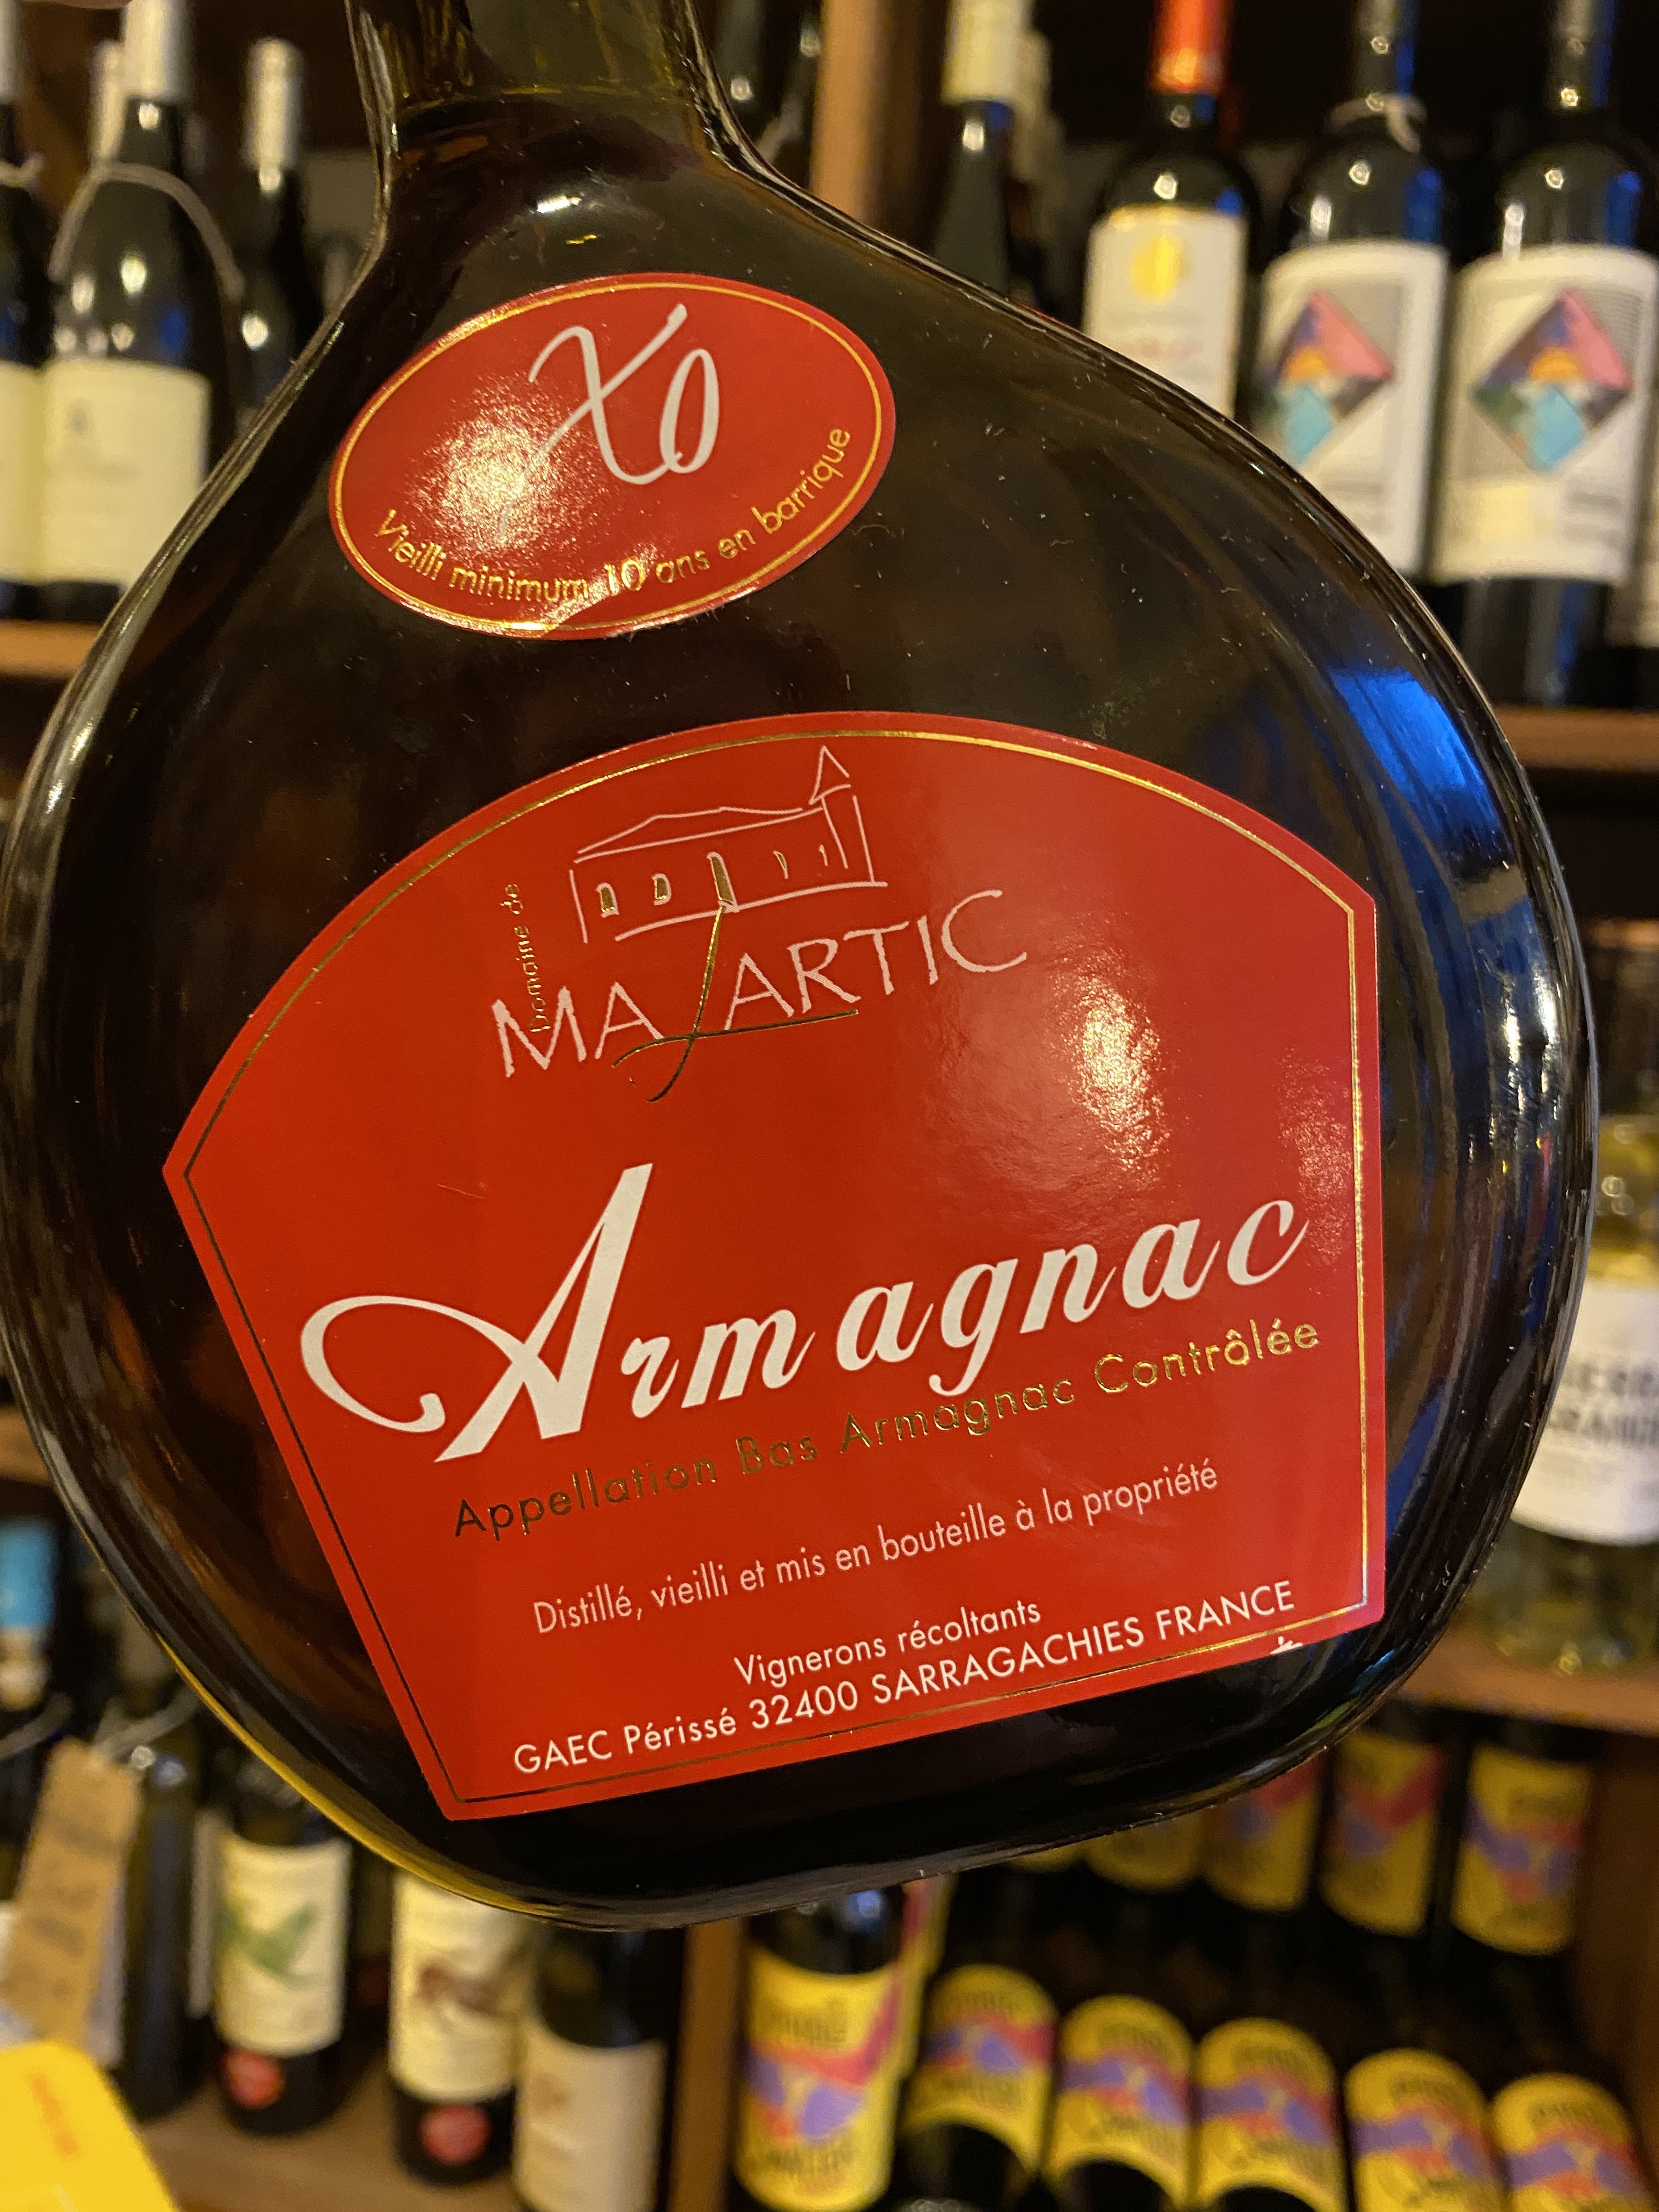 XO
Vieilli minimum 10 ans en barrique
Domaine de
MAJARTIC
Armagnac
Appellation Bas Armagnac Contrôlée
Distillé, vieilli et mis en bouteille à la propriété
Vignerons récoltants
GAEC Périssé 32400 SARRAGACHIES FRANCE